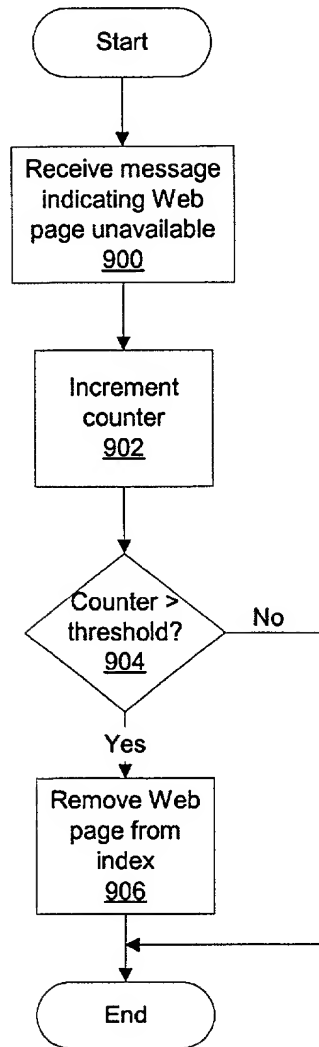 Start
Receive message
indicating Web
page unavailable
900
Increment
counter
902
Counter >
threshold?
904
No
Yes
Remove Web
page from
index
906
End